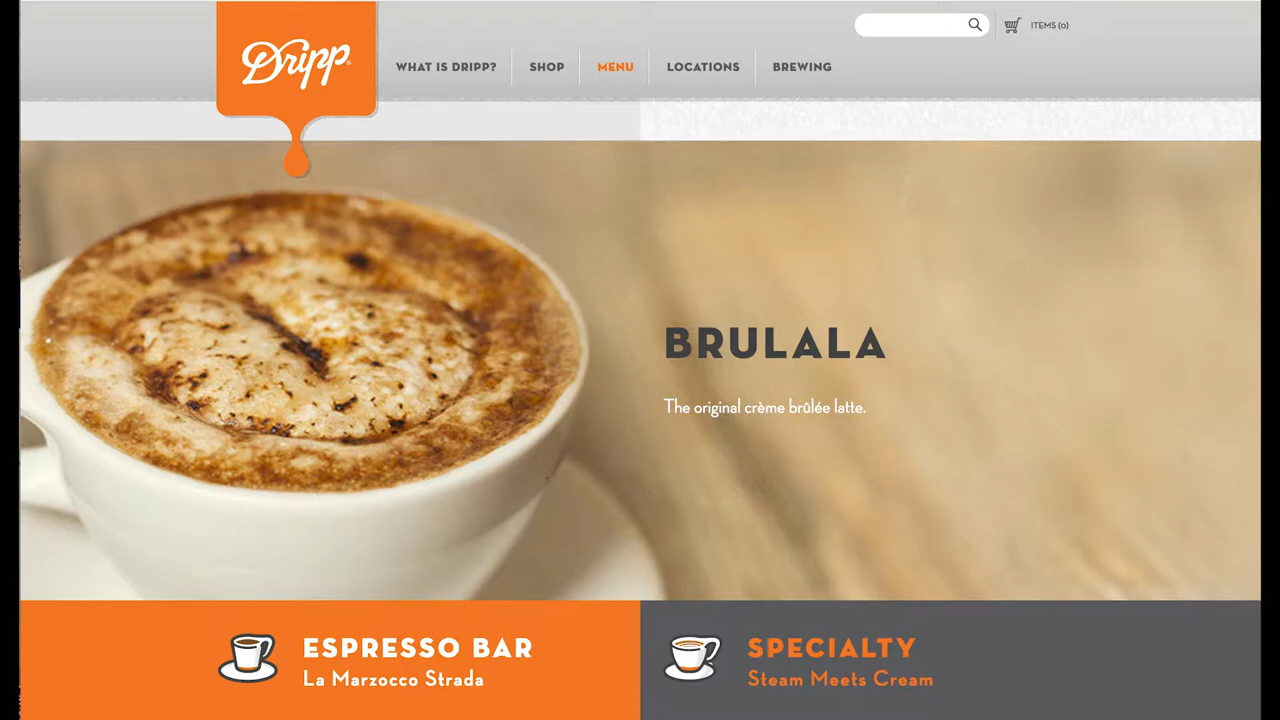 Dripp®
WHAT IS DRIPP?
SHOP
MENU
LOCATIONS
BREWING
ITEMS (0)
BRULALA
The original crème brûlée latte.
ESPRESSO BAR
La Marzocco Strada
SPECIALTY
Steam Meets Cream